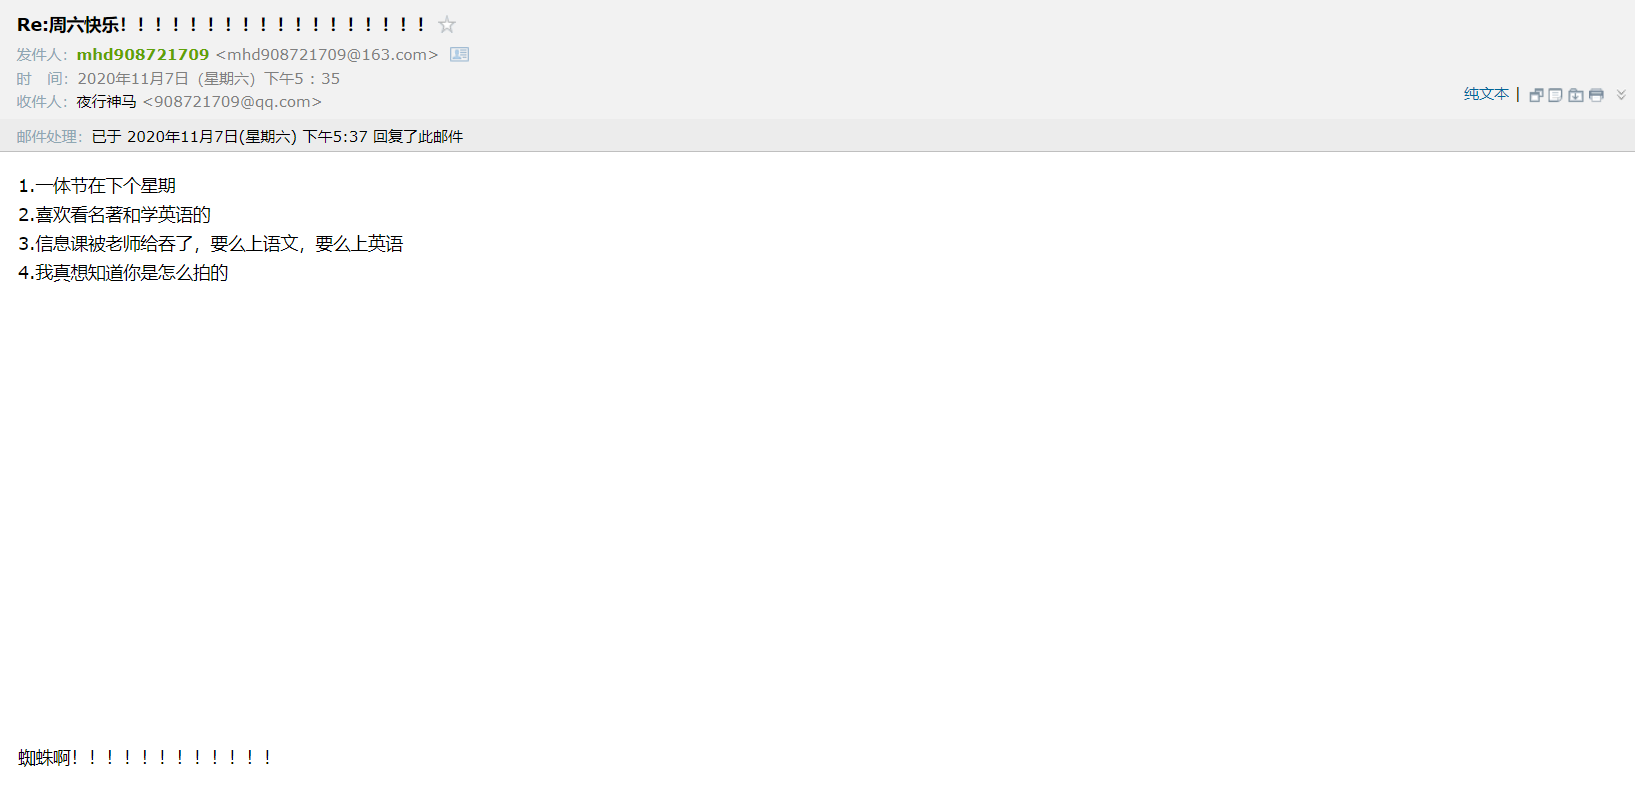 Re:周六快乐！！！！！！！！！！！！！！！！！！
发件人：mhd908721709 <mhd908721709@163.com>
时 间：2020年11月7日（星期六）下午5：35
收件人：夜行神马 <908721709@qq.com>
纯文本 |
邮件处理：已于 2020年11月7日(星期六) 下午5:37 回复了此邮件
1.一体节在下个星期
2.喜欢看名著和学英语的
3.信息课被老师给吞了，要么上语文，要么上英语
4.我真想知道你是怎么拍的
蜘蛛啊！！！！！！！！！！！！